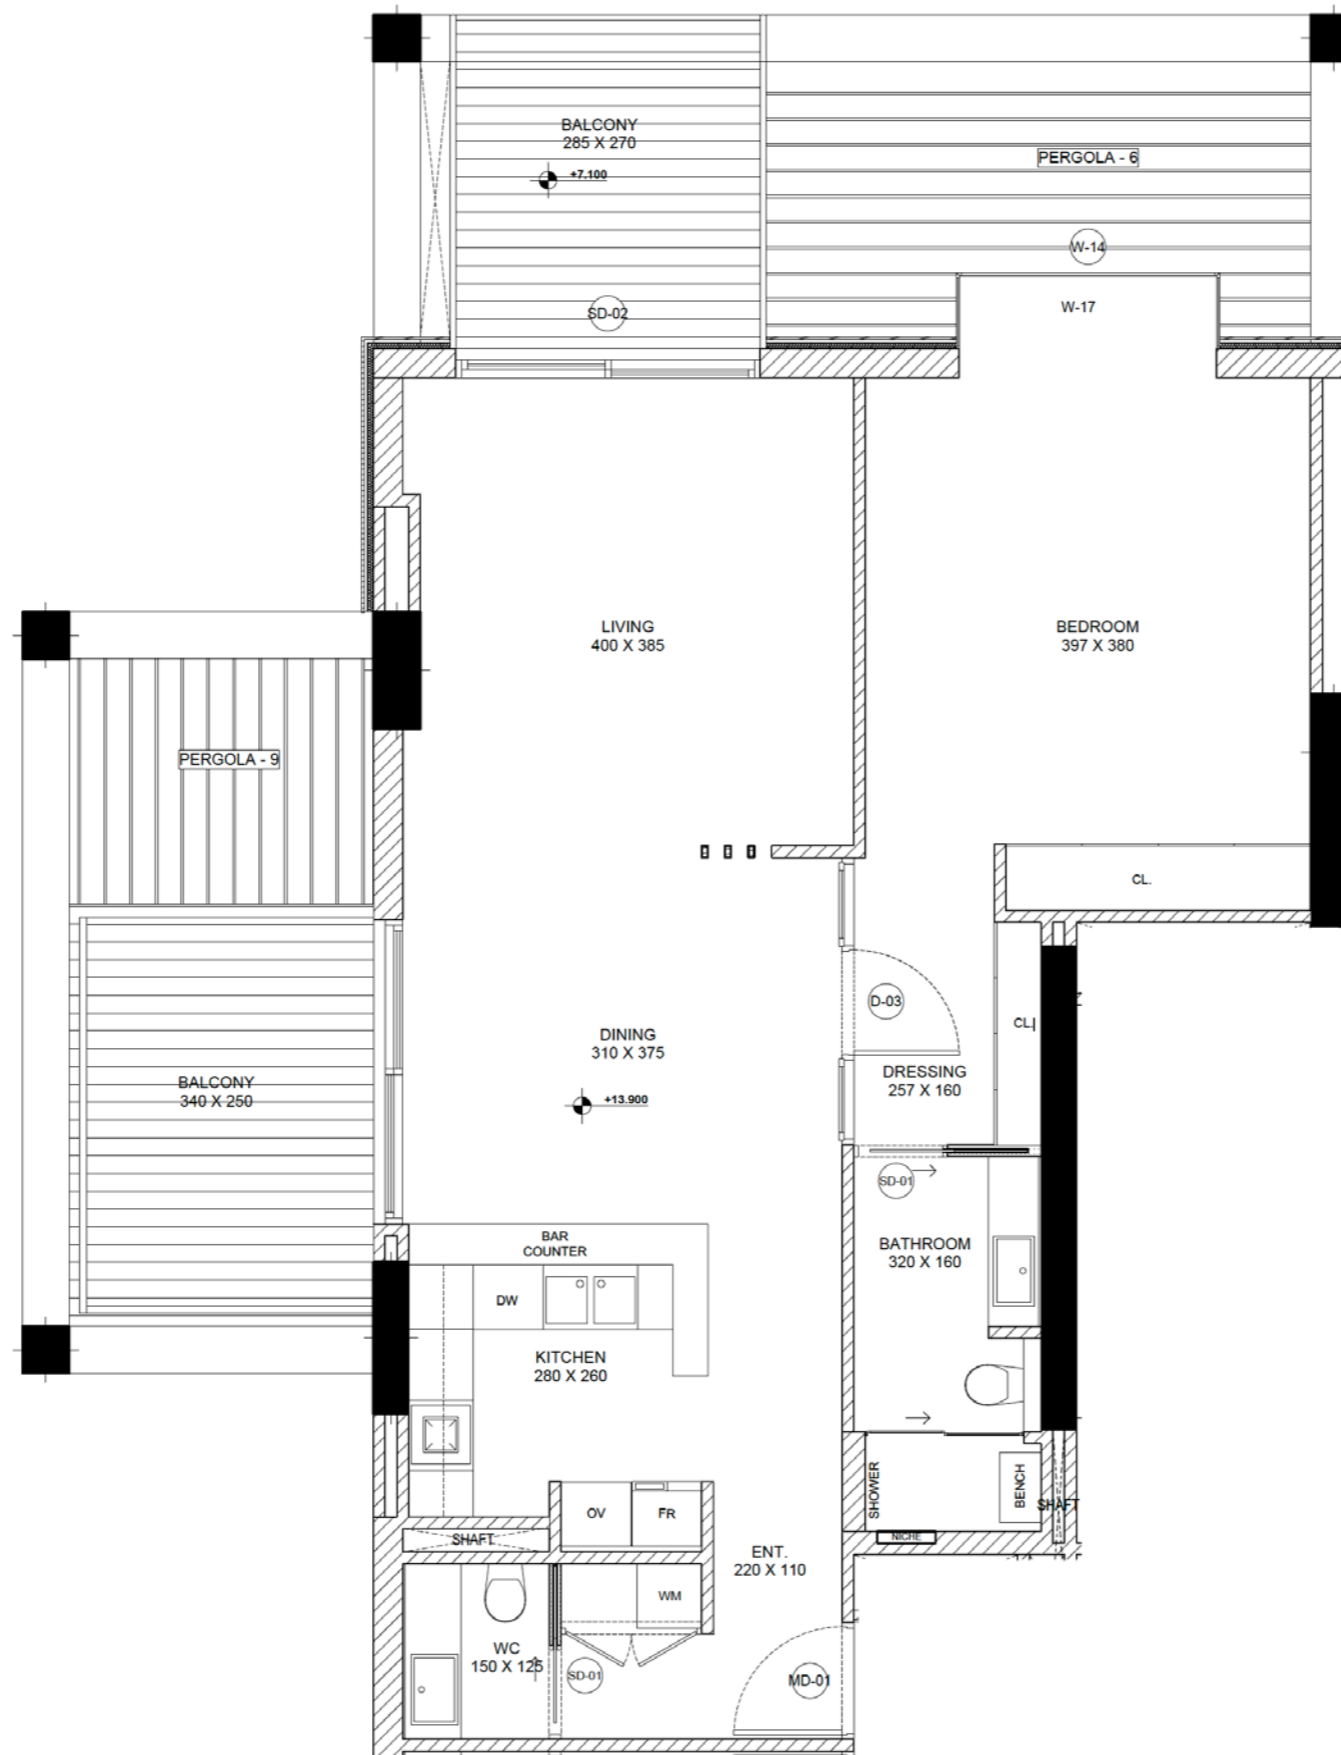 BALCONY
285 X 270
+7.100
PERGOLA - 6
W-14
W-17
SD-02
LIVING
400 X 385
BEDROOM
397 X 380
PERGOLA - 9
CL.
D-03
CL.
DINING
310 X 375
DRESSING
257 X 160
BALCONY
340 X 250
+13.900
SD-01
BAR
COUNTER
BATHROOM
320 X 160
DW
KITCHEN
280 X 260
SHOWER
BENCH
SHAFT
OV
FR
SHAFT
NICHE
ENT.
220 X 110
WM
WC
150 X 125
SD-01
MD-01